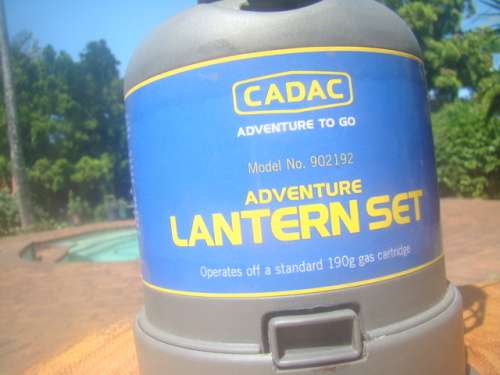 CADAC
ADVENTURE TO GO
Model No. 902192
ADVENTURE
LANTERN SET
Operates off a standard 190g gas cartridge